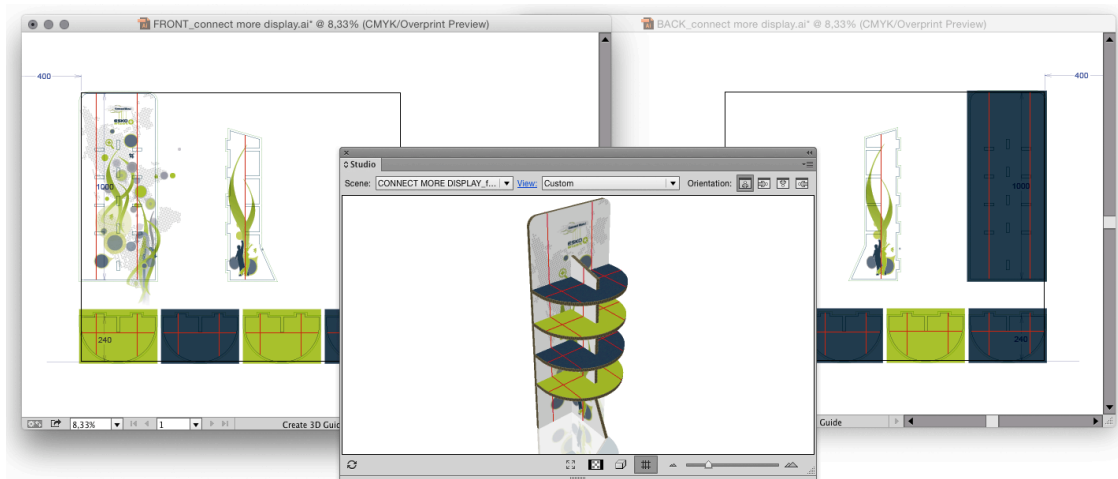 FRONT_connect more display.ai* @ 8,33% (CMYK/Overprint Preview)
BACK_connect more display.ai* @ 8,33% (CMYK/Overprint Preview)
400
400
esko
%
1000
1000
Studio
Scene: CONNECT MORE DISPLAY_f... View: Custom Orientation:
esko
240
240
8,33% 1 Create 3D Guid
Guide